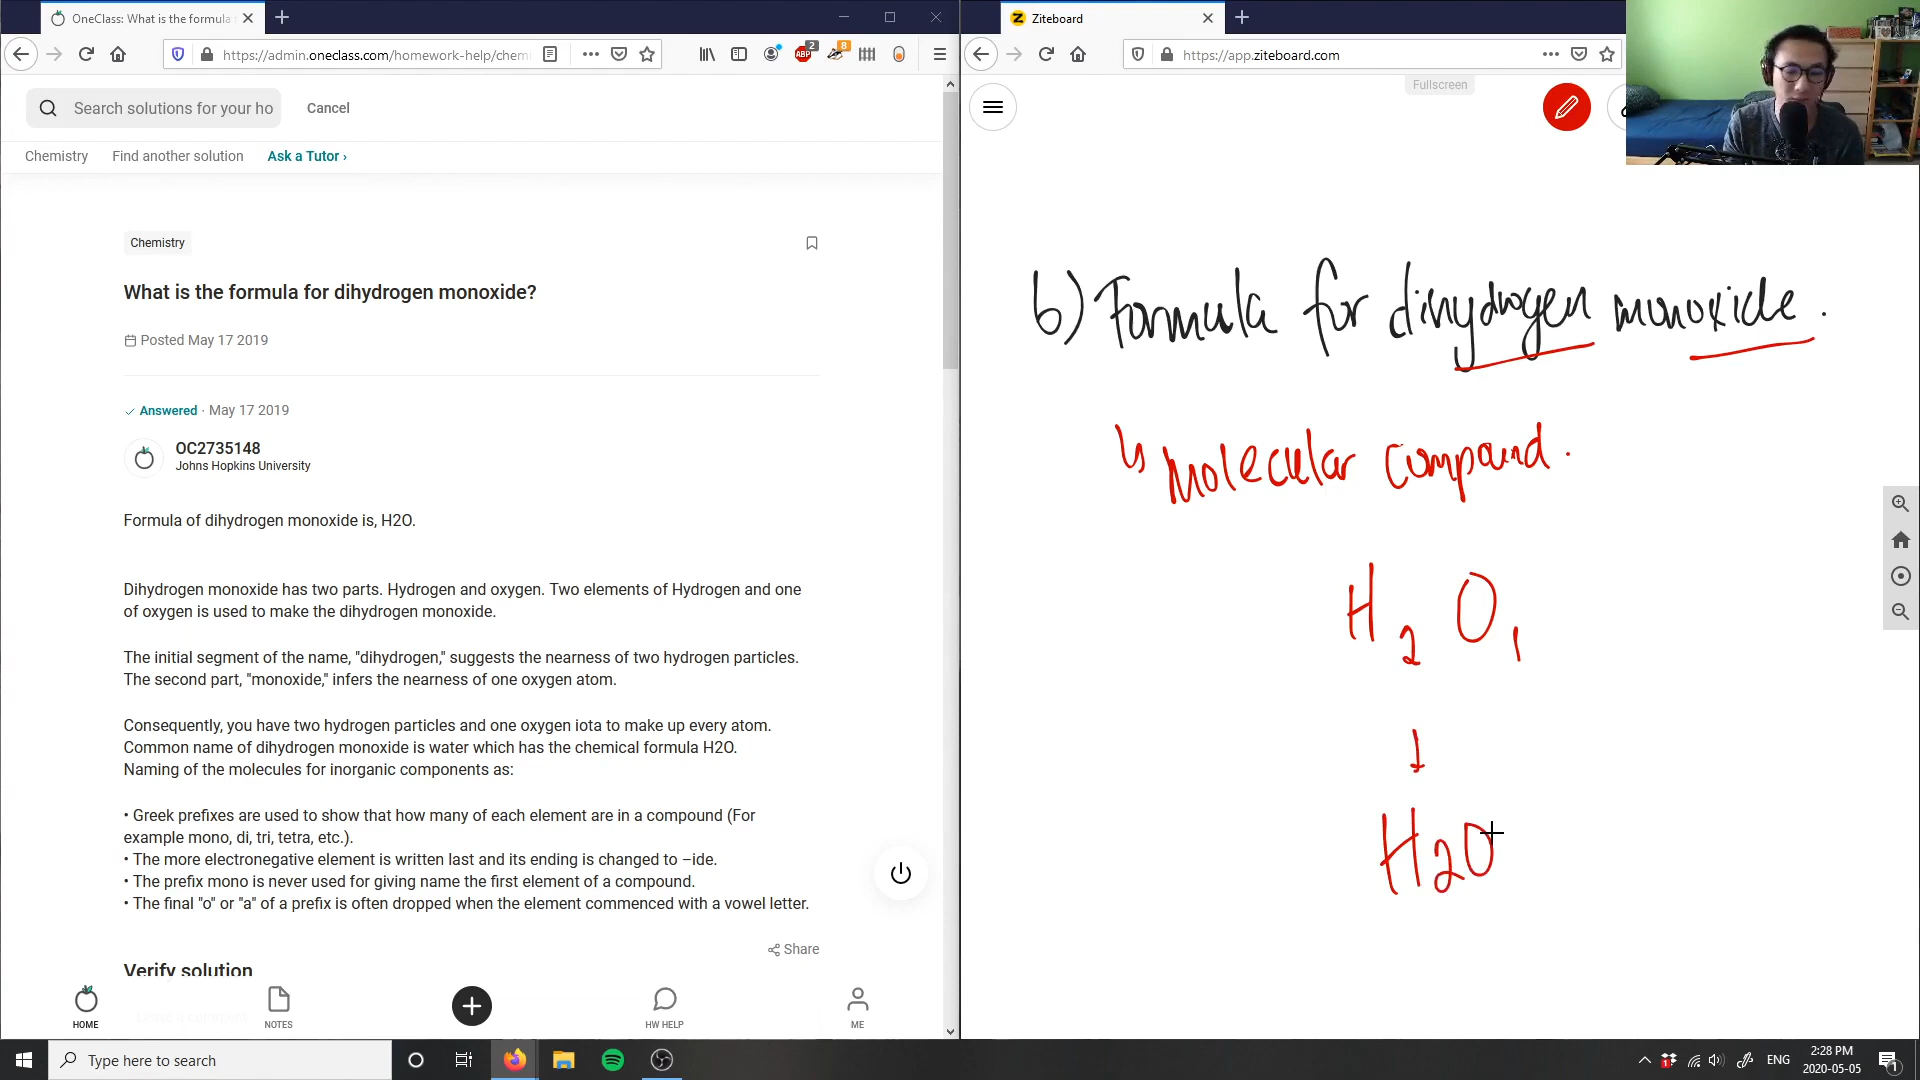 OneClass: What is the formula
https://admin.oneclass.com/homework-help/chemi
ABP
2
8
Search solutions for your ho
Cancel
Chemistry
Find another solution
Ask a Tutor ›
Chemistry
What is the formula for dihydrogen monoxide?
Posted May 17 2019
Answered · May 17 2019
OC2735148
Johns Hopkins University
Formula of dihydrogen monoxide is, H2O.
Dihydrogen monoxide has two parts. Hydrogen and oxygen. Two elements of Hydrogen and one
of oxygen is used to make the dihydrogen monoxide.
The initial segment of the name, "dihydrogen," suggests the nearness of two hydrogen particles.
The second part, "monoxide," infers the nearness of one oxygen atom.
Consequently, you have two hydrogen particles and one oxygen iota to make up every atom.
Common name of dihydrogen monoxide is water which has the chemical formula H2O.
Naming of the molecules for inorganic components as:
• Greek prefixes are used to show that how many of each element are in a compound (For
example mono, di, tri, tetra, etc.).
• The more electronegative element is written last and its ending is changed to –ide.
• The prefix mono is never used for giving name the first element of a compound.
• The final "o" or "a" of a prefix is often dropped when the element commenced with a vowel letter.
Share
Verify solution
HOME
NOTES
HW HELP
ME
Z Ziteboard
https://app.ziteboard.com
Fullscreen
b) Formula for dihydrogen monoxide.
↳ Molecular compound.
H2 O1
↓
H2O
Type here to search
1
ENG
2:28 PM
2020-05-05
1